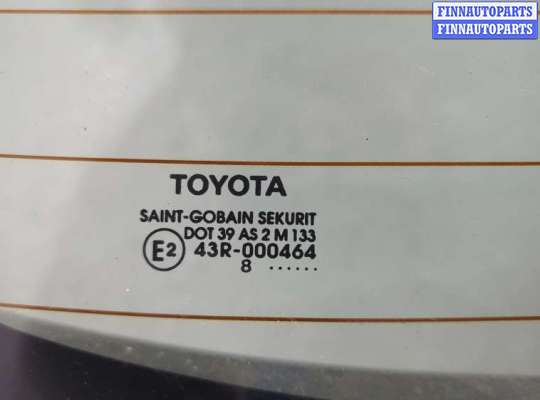 FINNAUTOPARTS
FINNAUTOPARTS
TOYOTA
SAINT-GOBAIN SEKURIT
DOT 39 AS 2 M 133
E2 43R-000464
8 ......